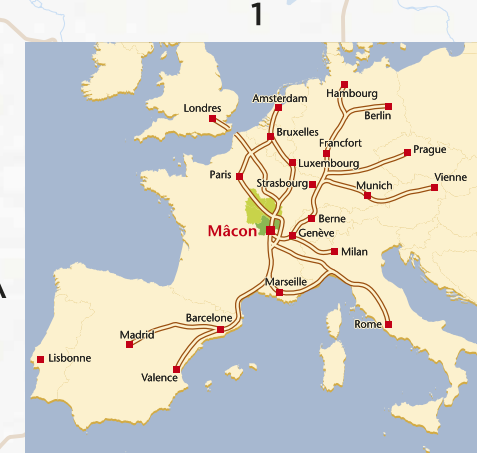 1
Hambourg
Amsterdam
Londres
Berlin
Bruxelles
Francfort
Prague
Luxembourg
Paris
Strasbourg
Munich
Vienne
Berne
Mâcon
Genève
Milan
Marseille
A
Barcelone
Rome
Madrid
Lisbonne
Valence